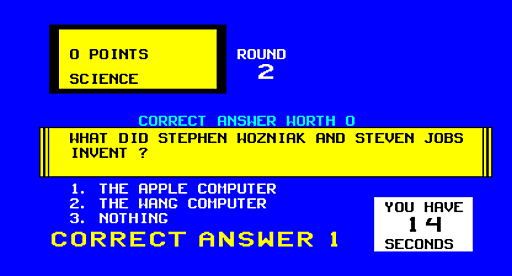 0 POINTS
SCIENCE
ROUND
2
CORRECT ANSWER WORTH 0
WHAT DID STEPHEN WOZNIAK AND STEVEN JOBS
INVENT ?
1. THE APPLE COMPUTER
2. THE WANG COMPUTER
3. NOTHING
CORRECT ANSWER 1
YOU HAVE
14
SECONDS